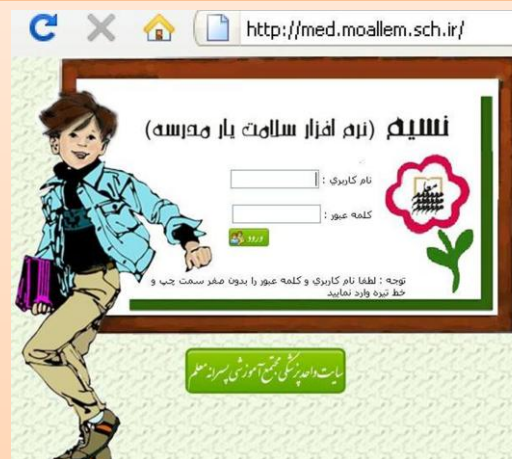 http://med.moallem.sch.ir/
نسیم (نرم افزار سلامت یار مدرسه)
نام کاربري :
کلمه عبور :
ورود
توجه : لطفا نام کاربري و کلمه عبور را بدون صفر سمت چپ و
خط تیره وارد نمایید
سایت واحد پزشکی مجتمع آموزشی پسرانه معلم